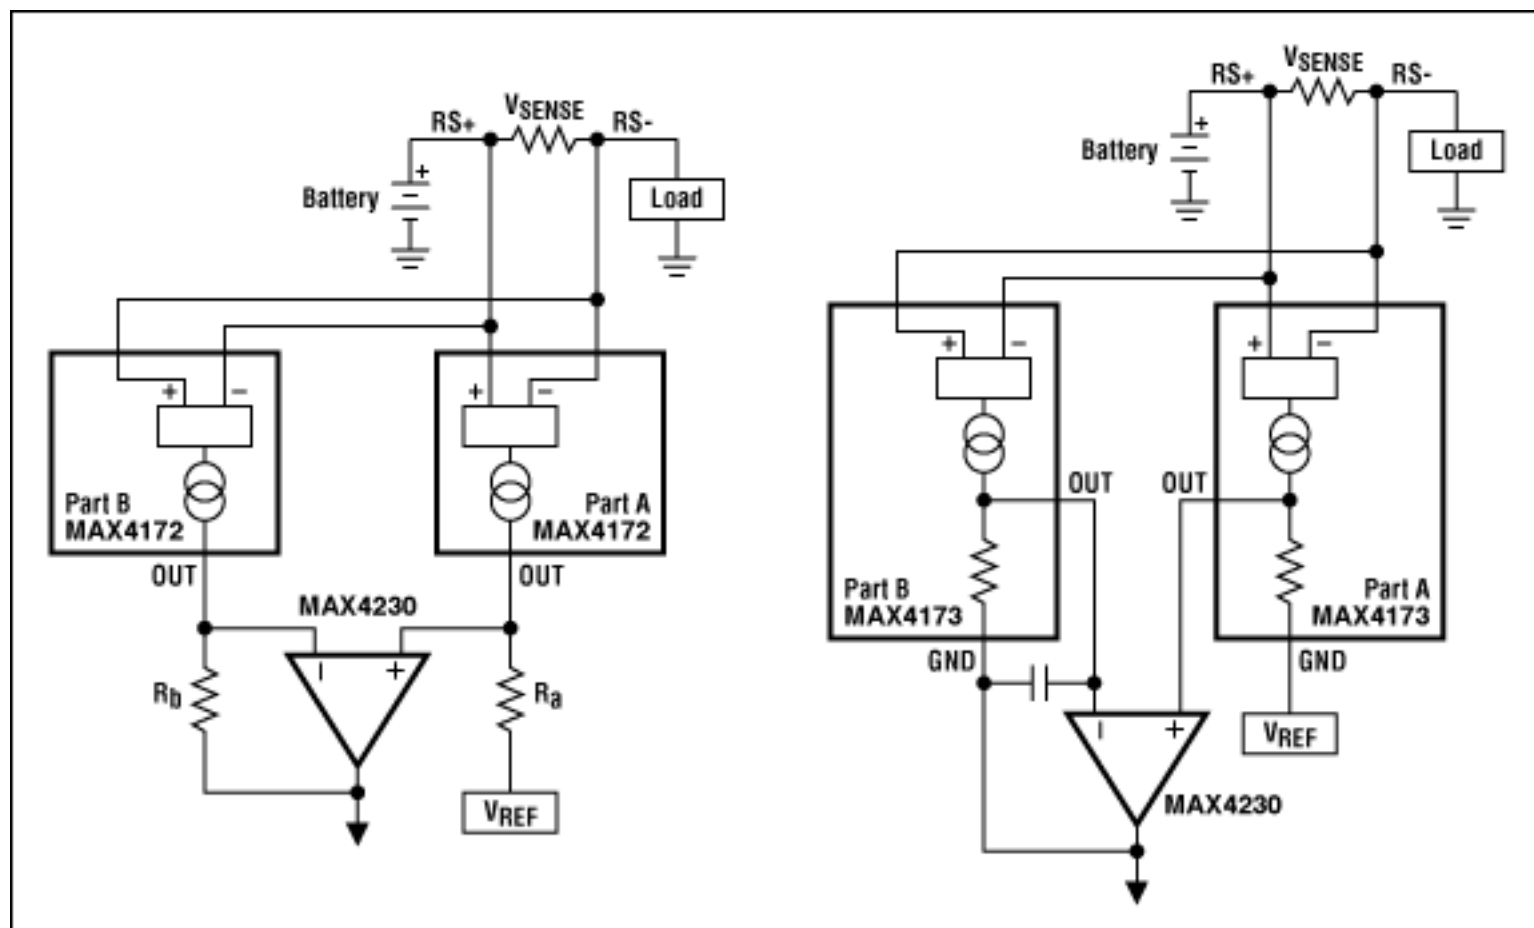 RS+ VSENSE RS-
Battery +
Load
+ − + −
Part B
MAX4172
Part A
MAX4172
OUT OUT
MAX4230
− +
Rb Ra
VREF
RS+ VSENSE RS-
Battery +
Load
+ − + −
OUT OUT
Part B
MAX4173
Part A
MAX4173
GND GND
− +
VREF
MAX4230